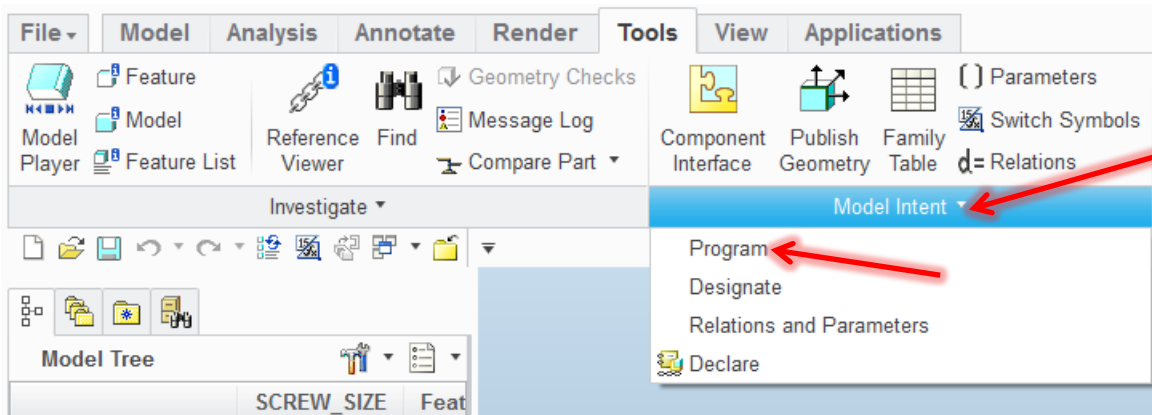 File Model Analysis Annotate Render Tools View Applications
Feature
Model
Feature List
Model
Player
Reference
Viewer
Find
Geometry Checks
Message Log
Compare Part
Component
Interface
Publish
Geometry
Family
Table
[ ] Parameters
Switch Symbols
d= Relations
Investigate
Model Intent
Program
Designate
Relations and Parameters
Declare
Model Tree
SCREW_SIZE Feat